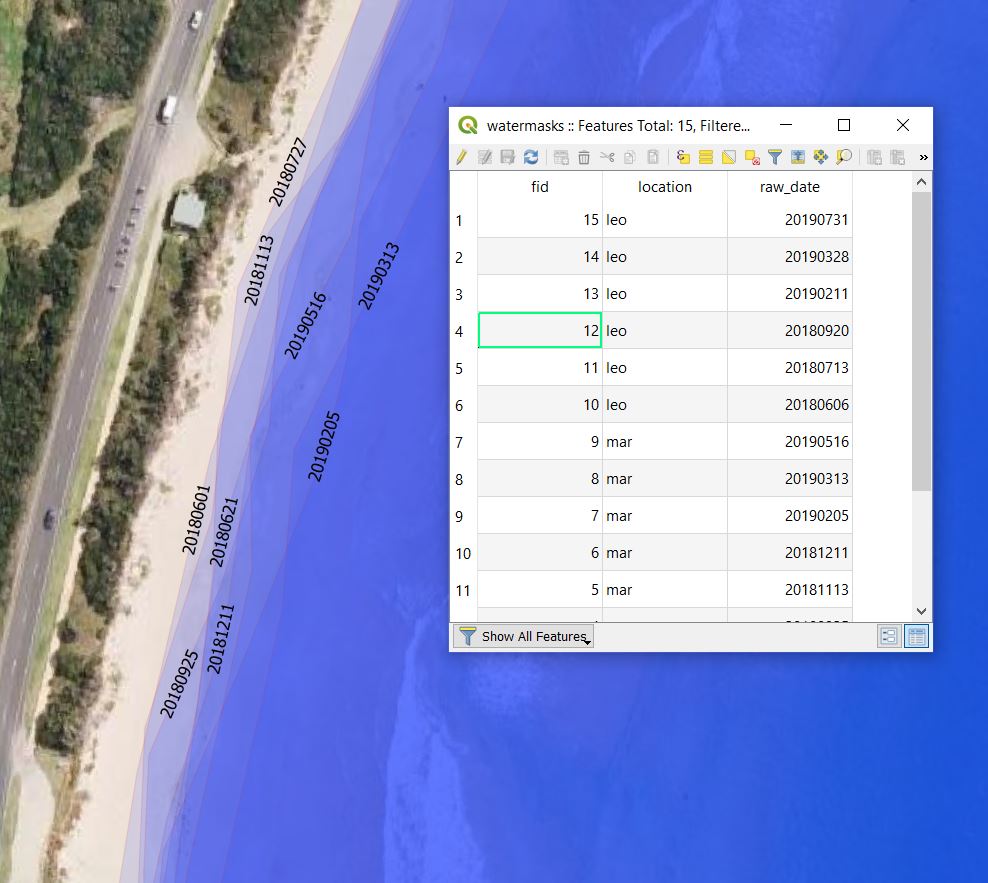 20180727
20181113
20190313
20190516
20190205
20180601
20180621
20181211
20180925
watermasks :: Features Total: 15, Filtere...
»
fid location raw_date
1 15 leo 20190731
2 14 leo 20190328
3 13 leo 20190211
4 12 leo 20180920
5 11 leo 20180713
6 10 leo 20180606
7 9 mar 20190516
8 8 mar 20190313
9 7 mar 20190205
10 6 mar 20181211
11 5 mar 20181113
Show All Features